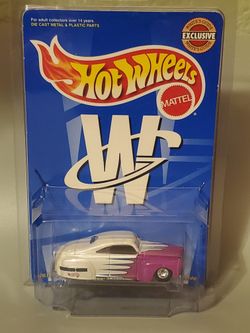 For adult collectors over 14 years.
DIE CAST METAL & PLASTIC PARTS
EXCLUSIVE
Hot Wheels
MATTEL
W